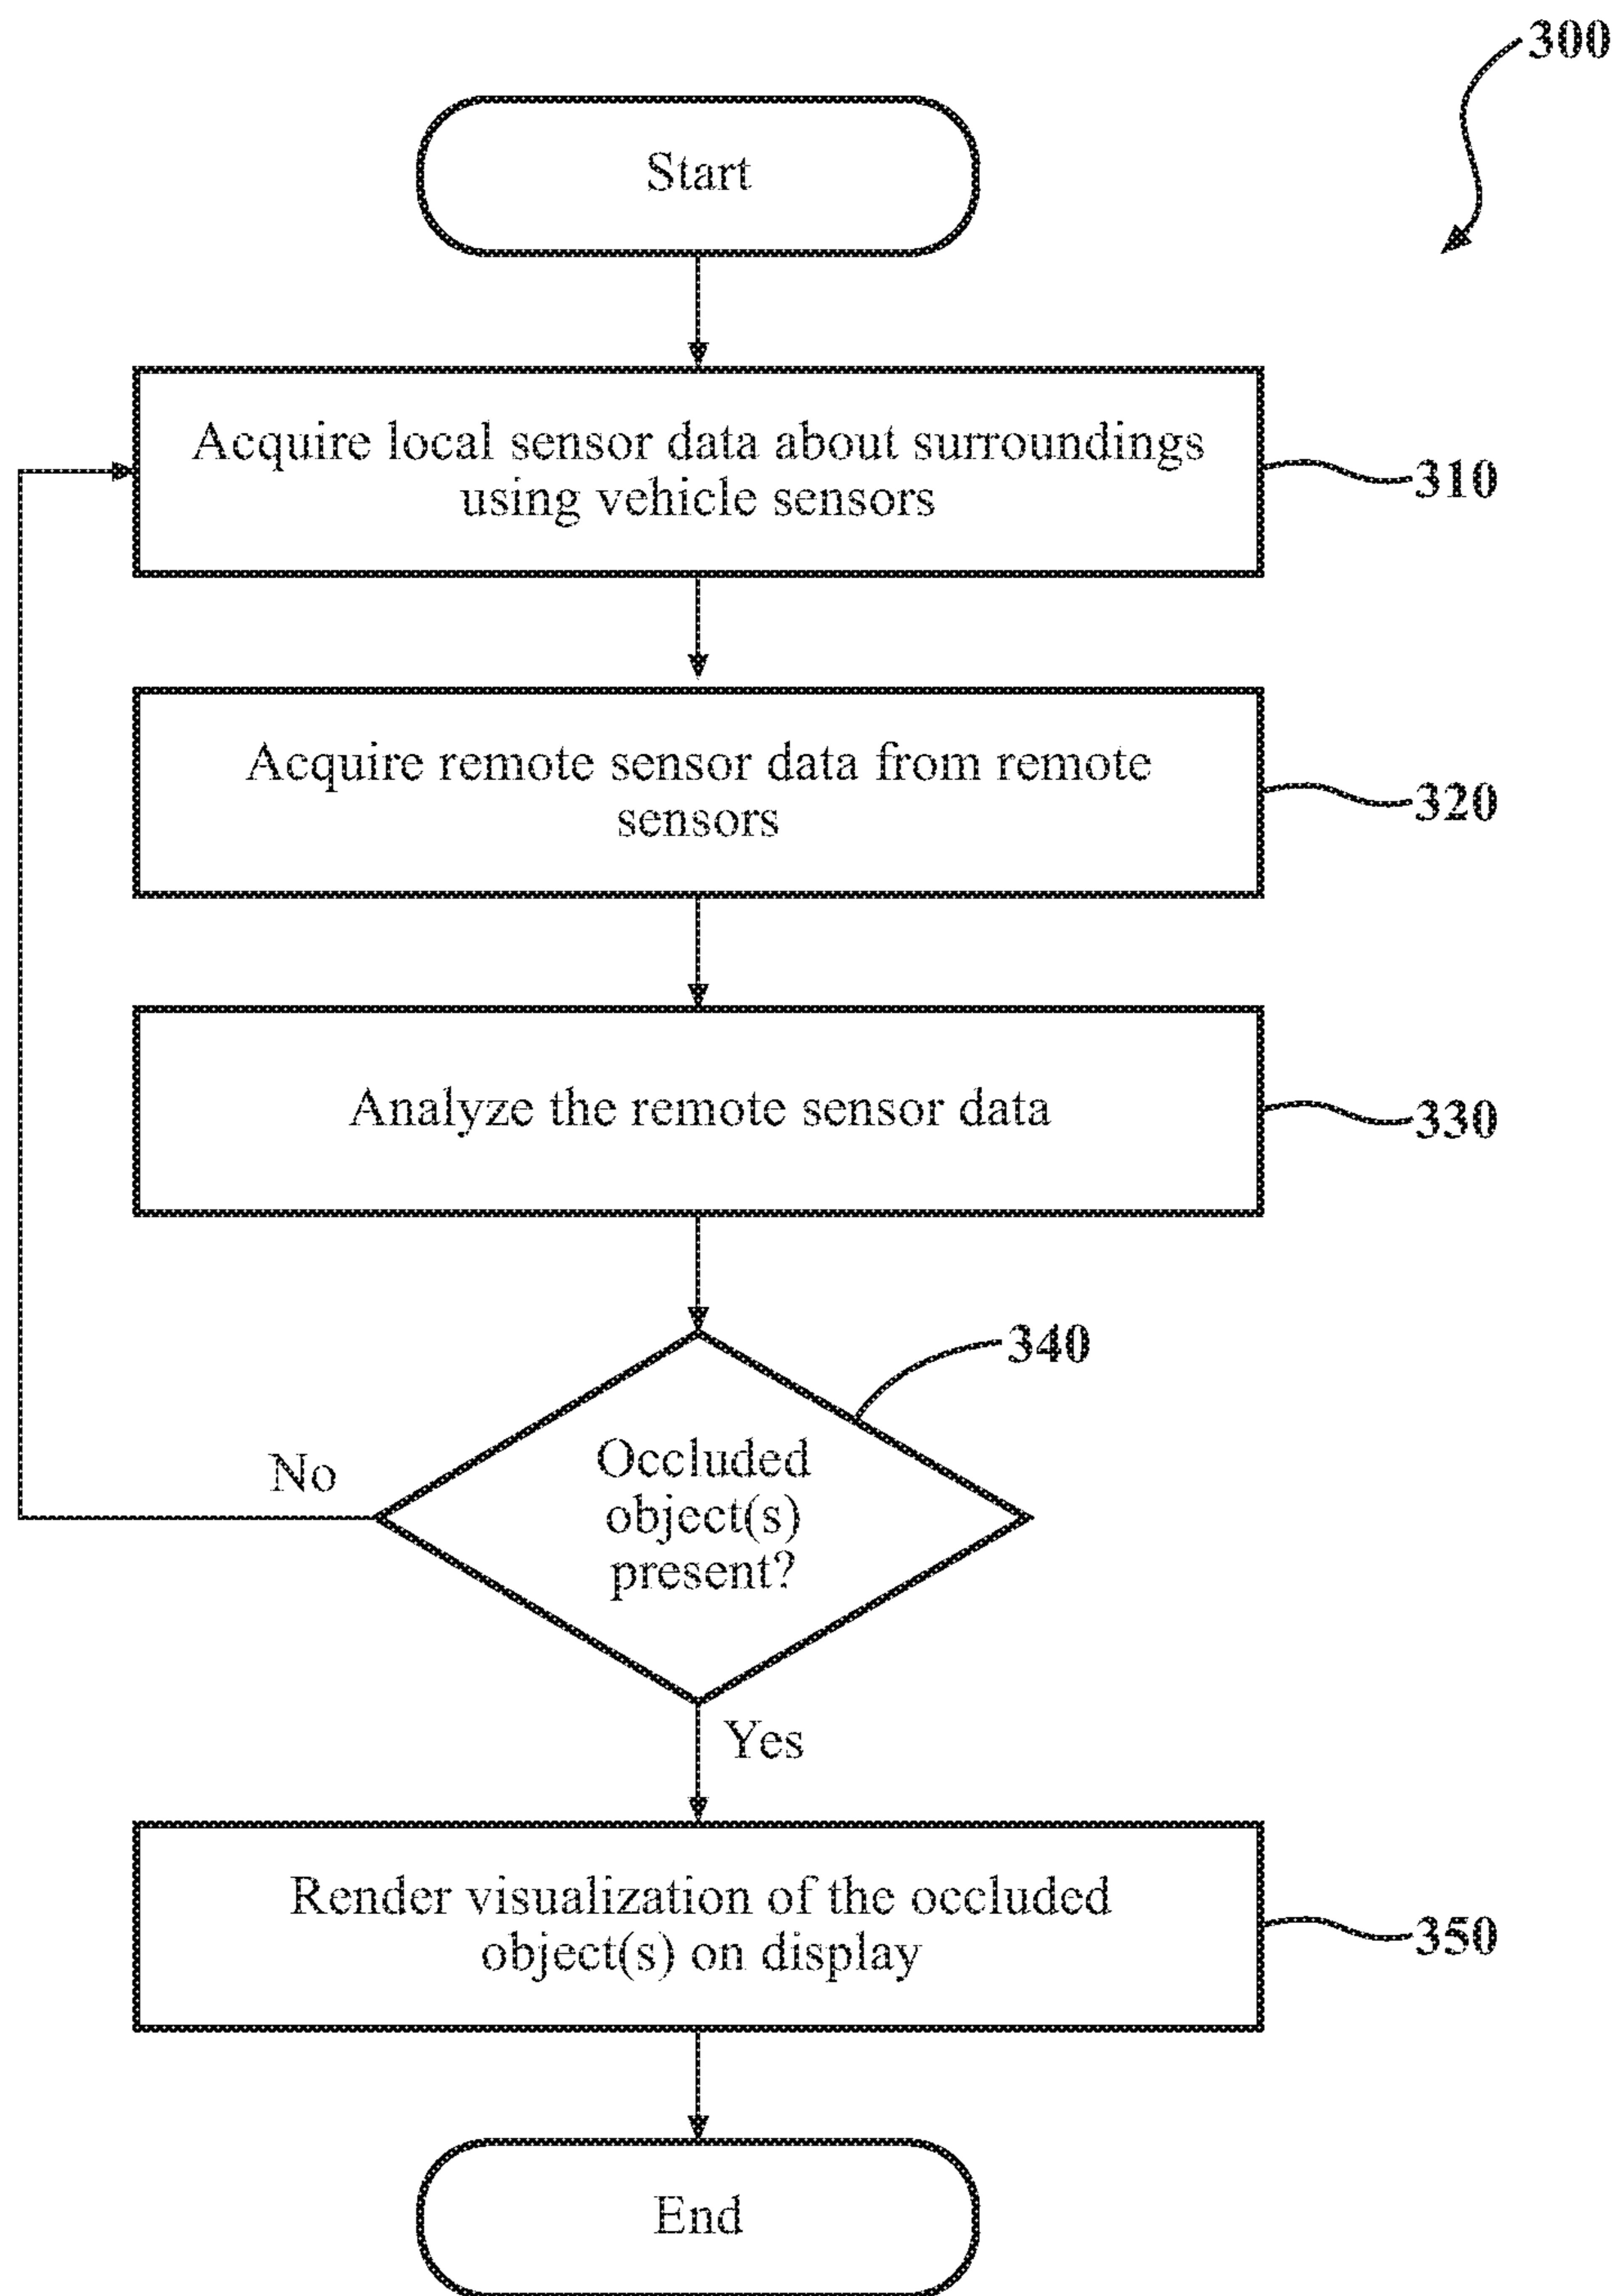 300
Start
Acquire local sensor data about surroundings
using vehicle sensors
310
Acquire remote sensor data from remote
sensors
320
Analyze the remote sensor data
330
340
Occluded
object(s)
present?
No
Yes
Render visualization of the occluded
object(s) on display
350
End